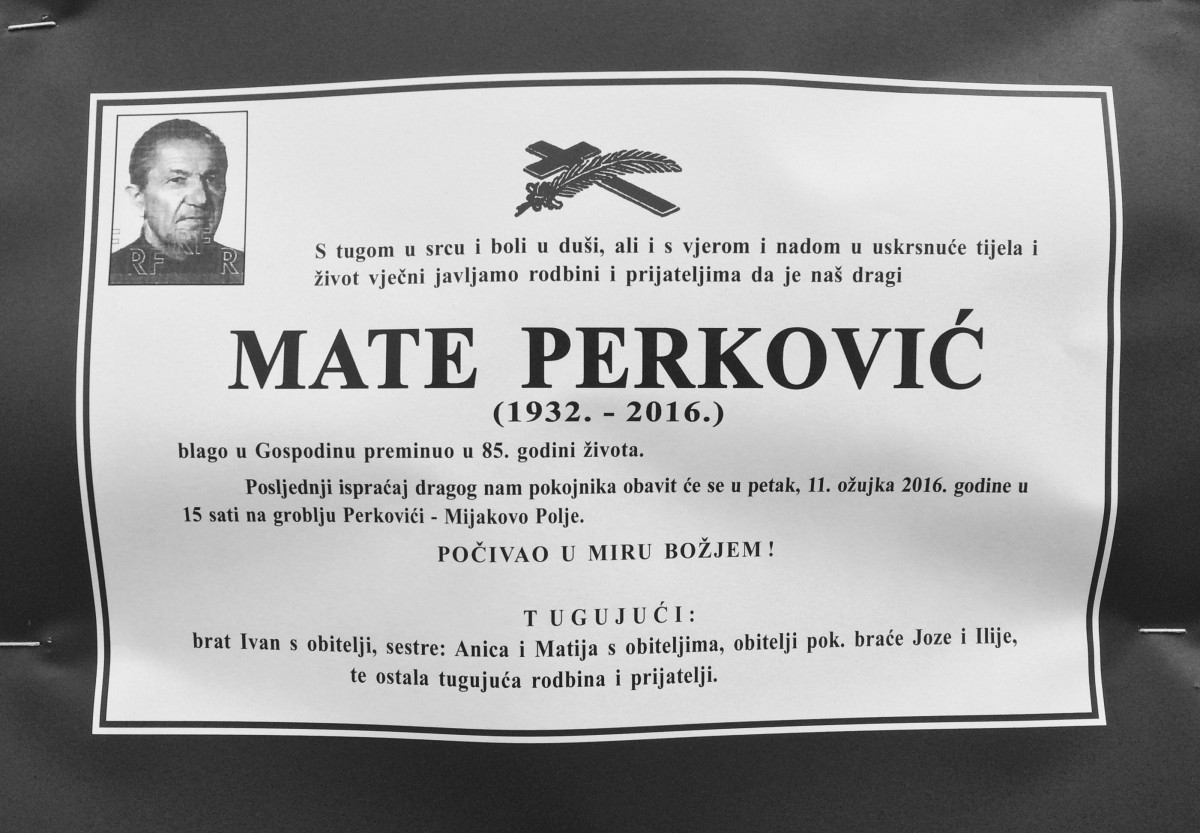 S tugom u srcu i boli u duši, ali i s vjerom i nadom u uskrsnuće tijela i
život vječni javljamo rodbini i prijateljima da je naš dragi
MATE PERKOVIĆ
(1932. - 2016.)
blago u Gospodinu preminuo u 85. godini života.
Posljednji ispraćaj dragog nam pokojnika obavit će se u petak, 11. ožujka 2016. godine u
15 sati na groblju Perkovići - Mijakovo Polje.
POČIVAO U MIRU BOŽJEM!
TUGUJUĆI:
brat Ivan s obitelji, sestre: Anica i Matija s obiteljima, obitelji pok. braće Joze i Ilije,
te ostala tugujuća rodbina i prijatelji.